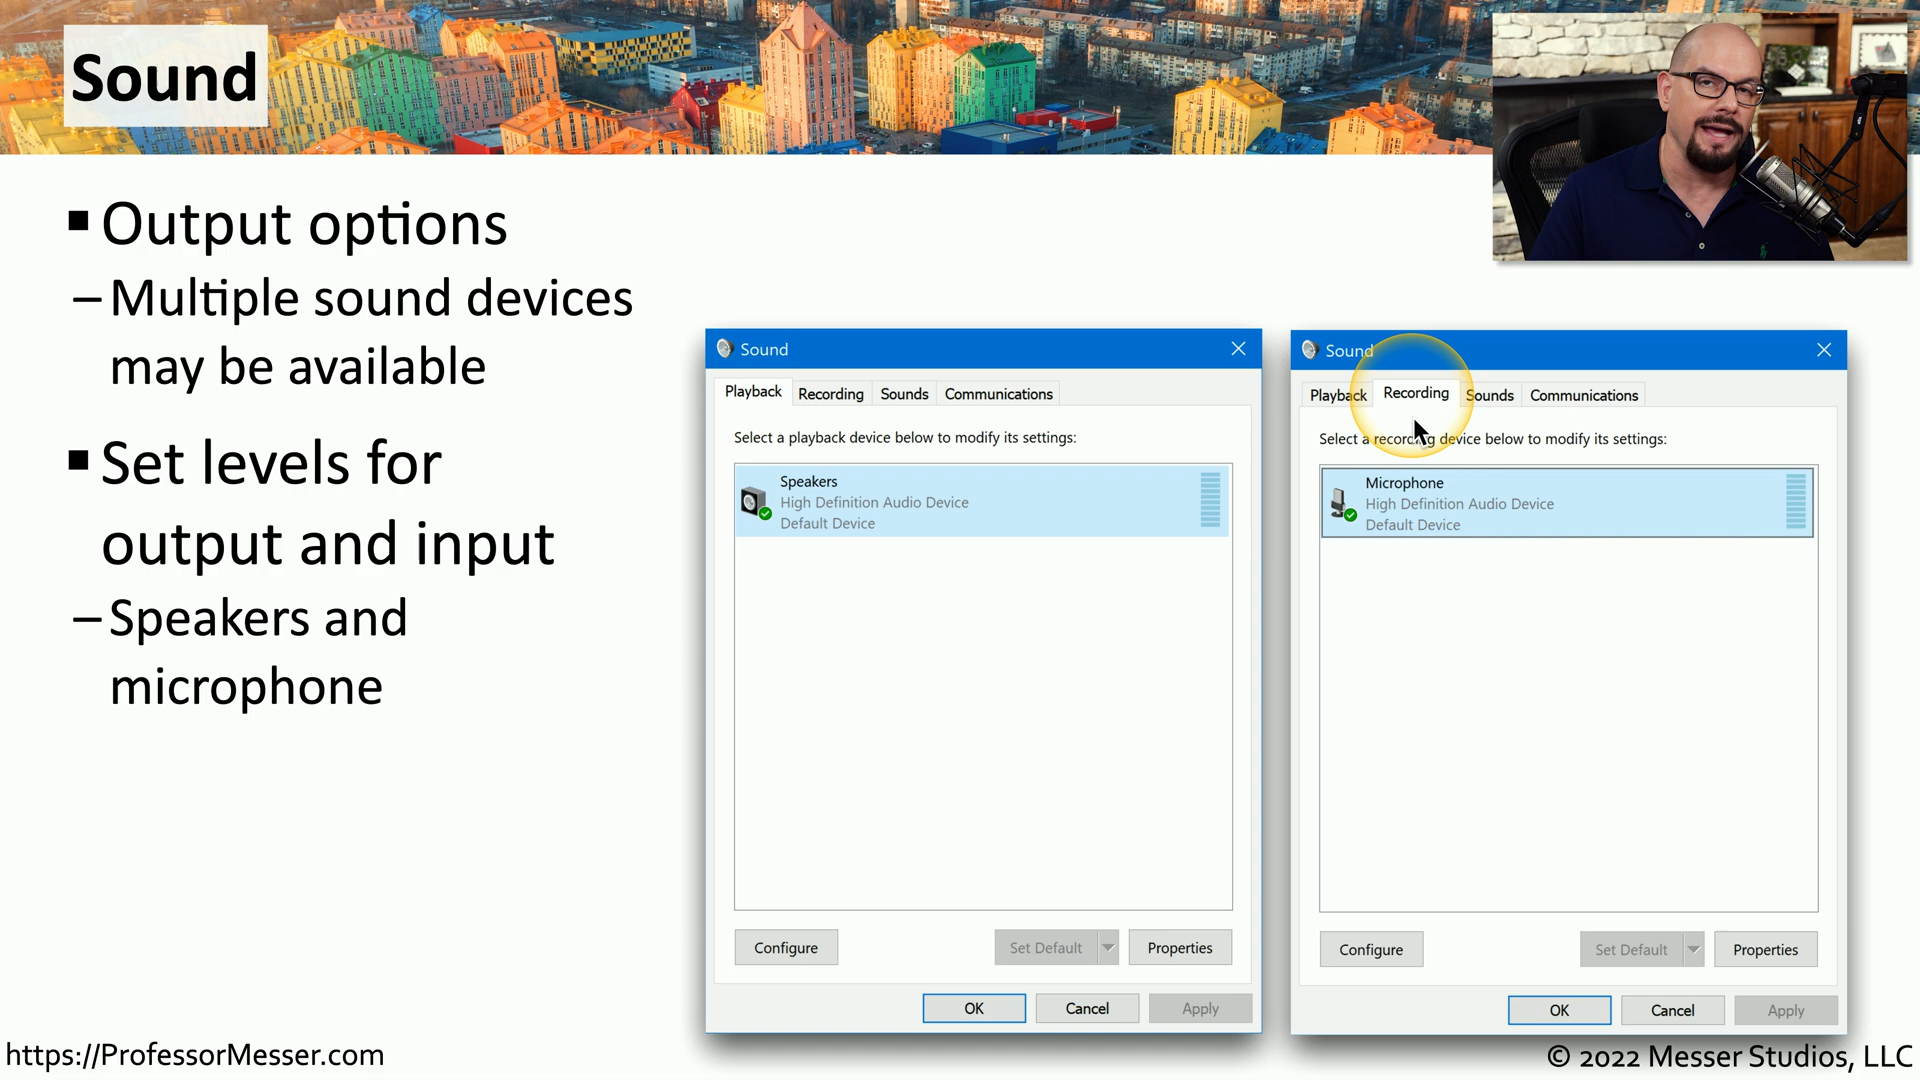 Sound
▪ Output options
– Multiple sound devices
may be available
▪ Set levels for
output and input
– Speakers and
microphone
Sound
Playback Recording Sounds Communications
Select a playback device below to modify its settings:
Speakers
High Definition Audio Device
Default Device
Configure Set Default Properties
OK Cancel Apply
Sound
Playback Recording Sounds Communications
Select a recording device below to modify its settings:
Microphone
High Definition Audio Device
Default Device
Configure Set Default Properties
OK Cancel Apply
https://ProfessorMesser.com
© 2022 Messer Studios, LLC